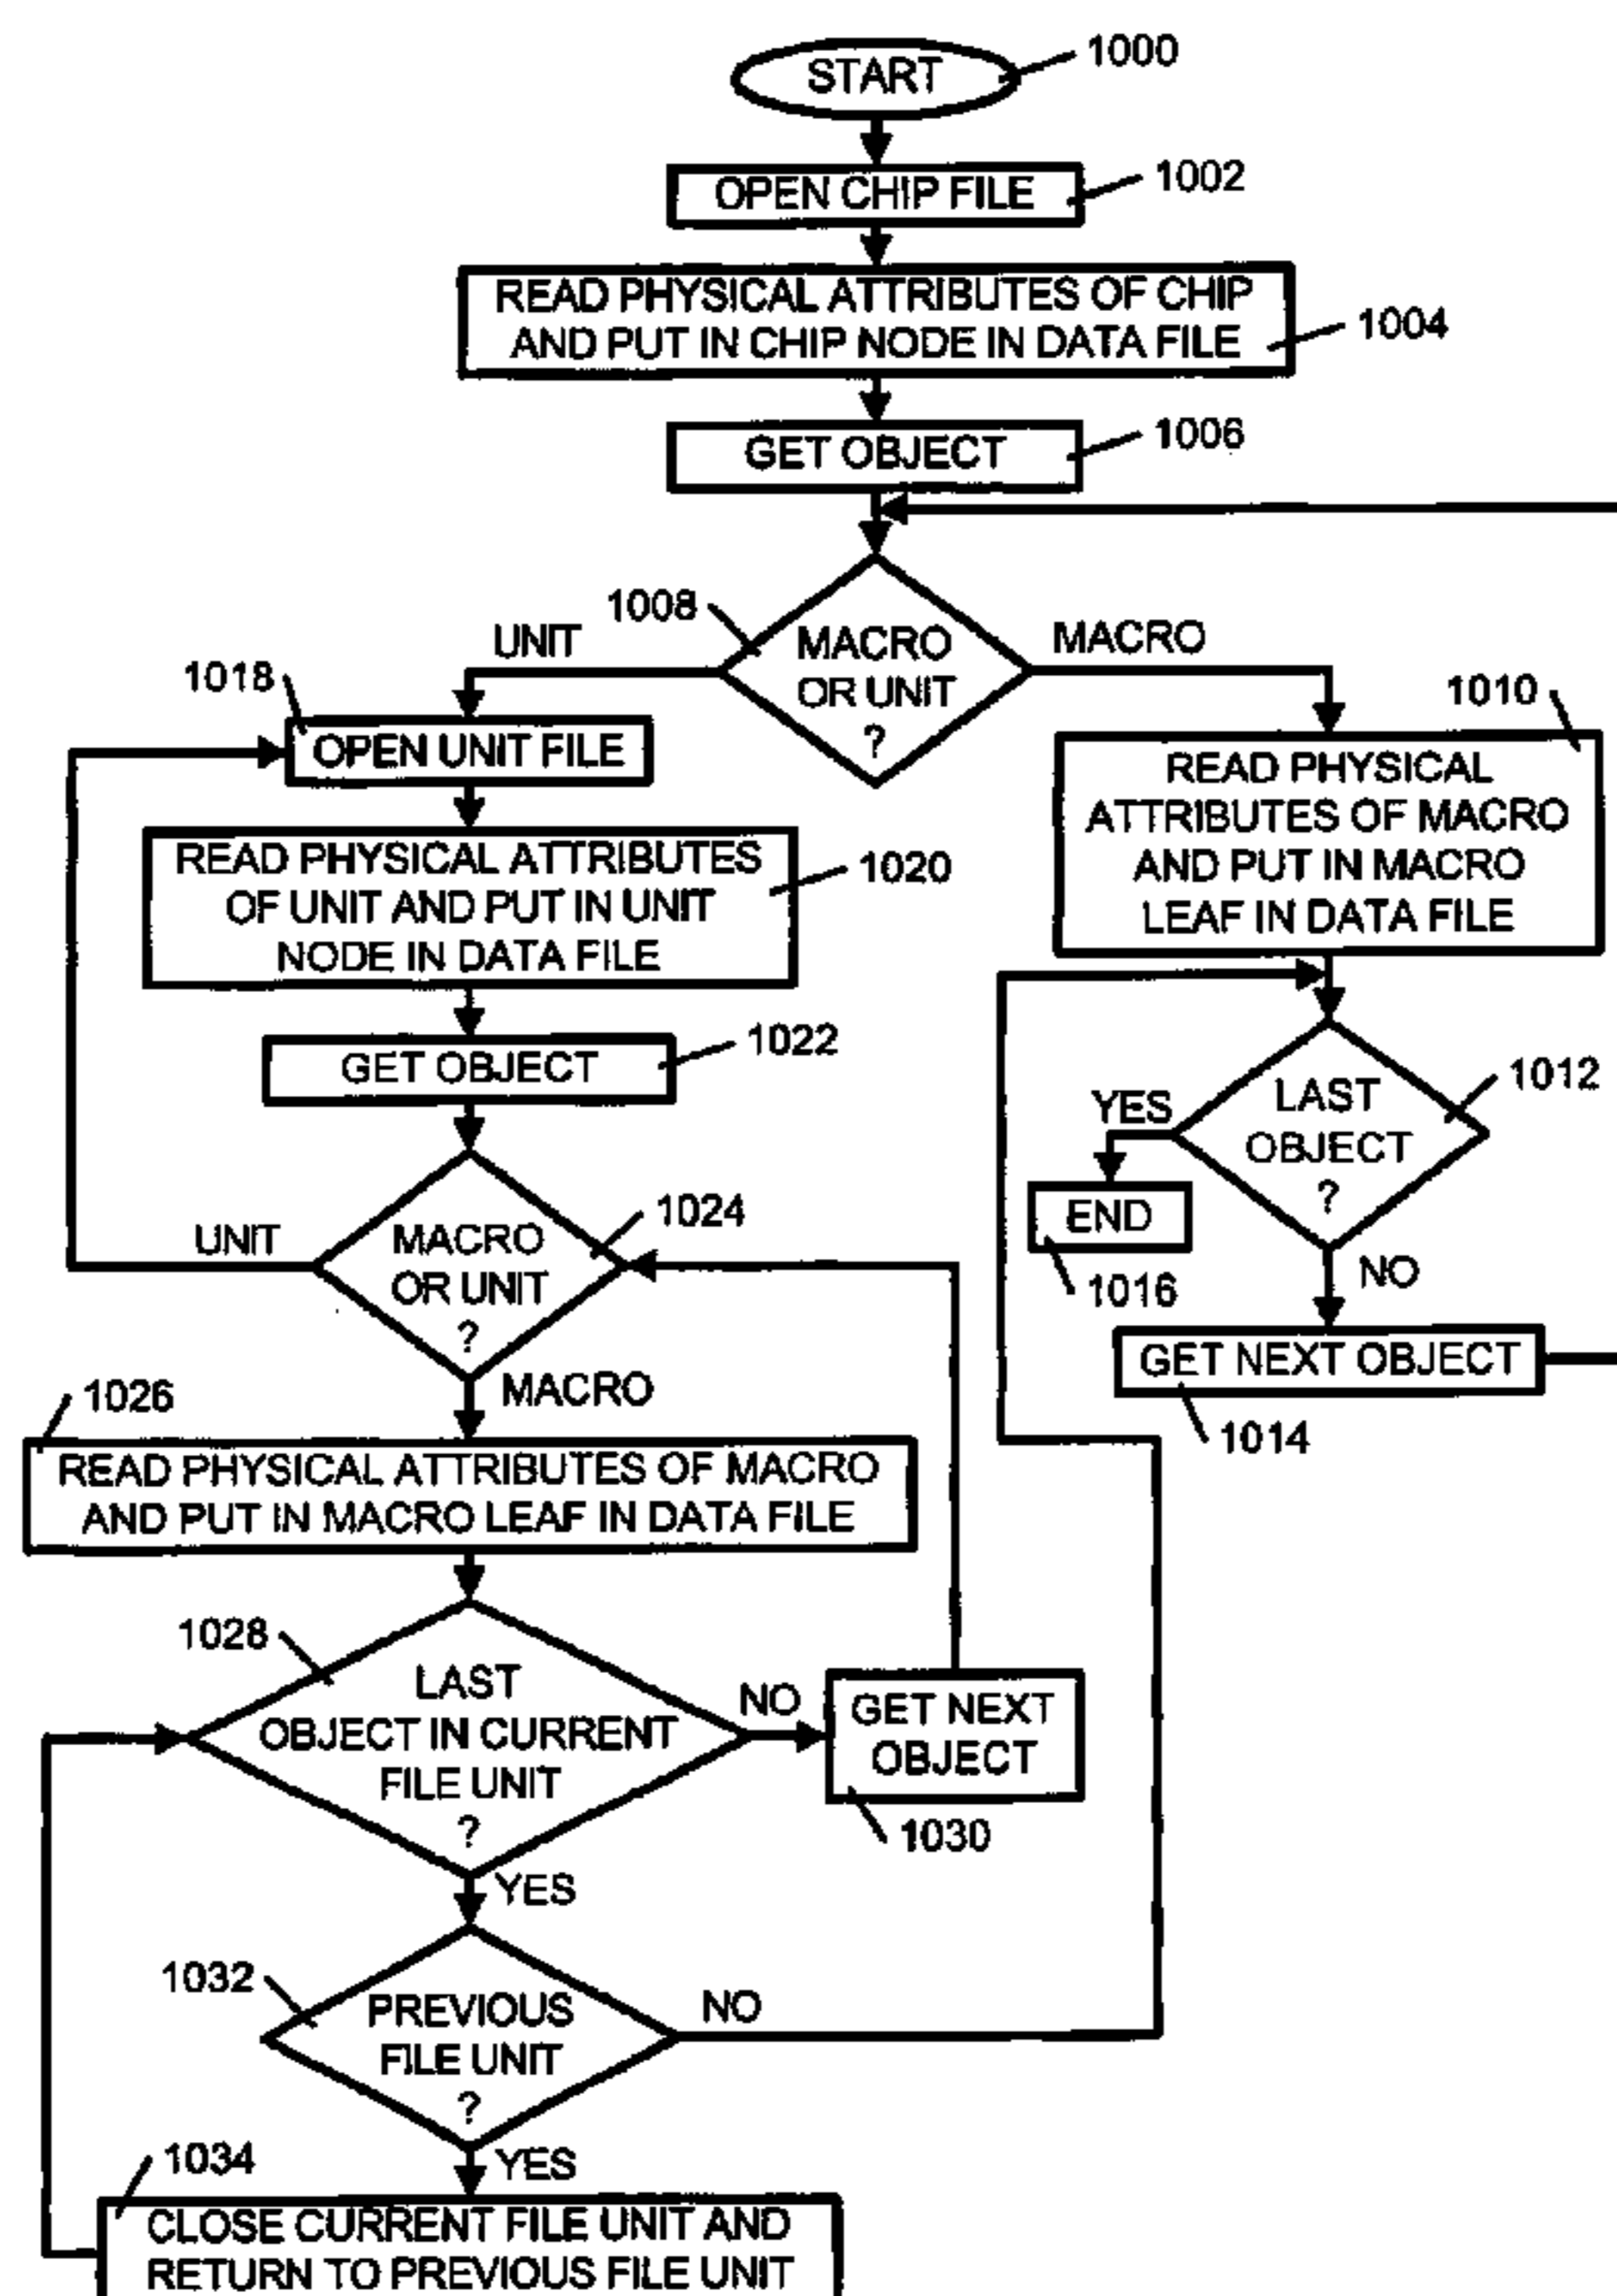 START
1000
OPEN CHIP FILE
1002
READ PHYSICAL ATTRIBUTES OF CHIP
AND PUT IN CHIP NODE IN DATA FILE
1004
GET OBJECT
1006
1008
MACRO
OR UNIT
?
UNIT
MACRO
1018
OPEN UNIT FILE
1010
READ PHYSICAL
ATTRIBUTES OF MACRO
AND PUT IN MACRO
LEAF IN DATA FILE
READ PHYSICAL ATTRIBUTES
OF UNIT AND PUT IN UNIT
NODE IN DATA FILE
1020
GET OBJECT
1022
LAST
OBJECT
?
1012
YES
END
1016
NO
GET NEXT OBJECT
1014
MACRO
OR UNIT
?
1024
UNIT
MACRO
1026
READ PHYSICAL ATTRIBUTES OF MACRO
AND PUT IN MACRO LEAF IN DATA FILE
1028
LAST
OBJECT IN CURRENT
FILE UNIT
?
NO
GET NEXT
OBJECT
1030
YES
1032
PREVIOUS
FILE UNIT
?
NO
YES
1034
CLOSE CURRENT FILE UNIT AND
RETURN TO PREVIOUS FILE UNIT